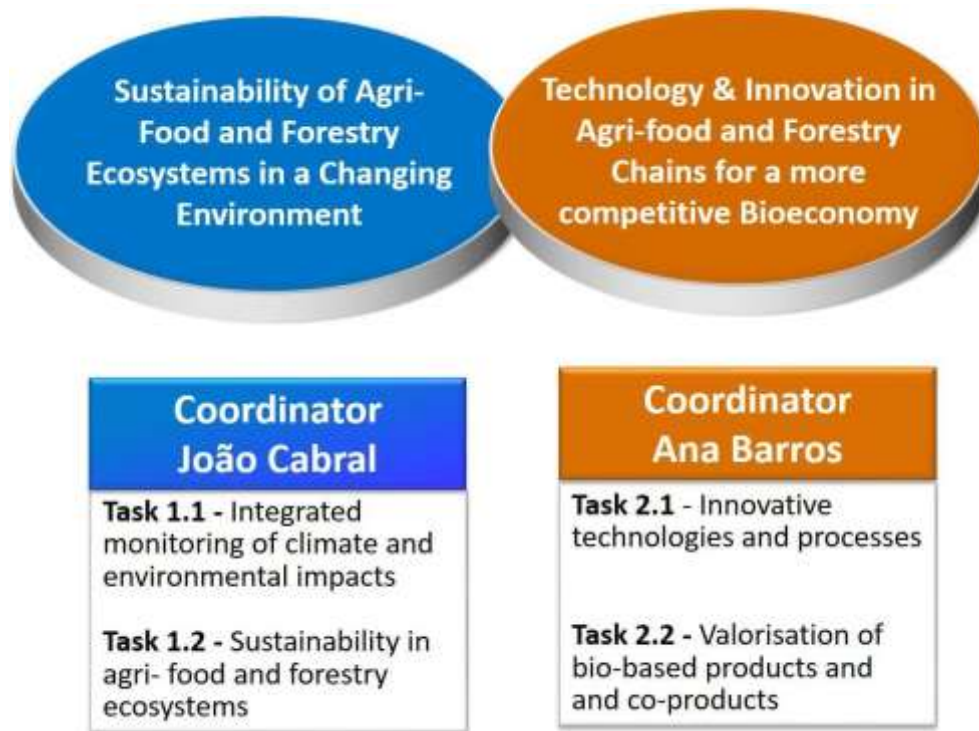 Sustainability of Agri-
Food and Forestry
Ecosystems in a Changing
Environment
Technology & Innovation in
Agri-food and Forestry
Chains for a more
competitive Bioeconomy
Coordinator
João Cabral
Task 1.1 - Integrated
monitoring of climate and
environmental impacts
Task 1.2 - Sustainability in
agri- food and forestry
ecosystems
Coordinator
Ana Barros
Task 2.1 - Innovative
technologies and processes
Task 2.2 - Valorisation of
bio-based products and
and co-products